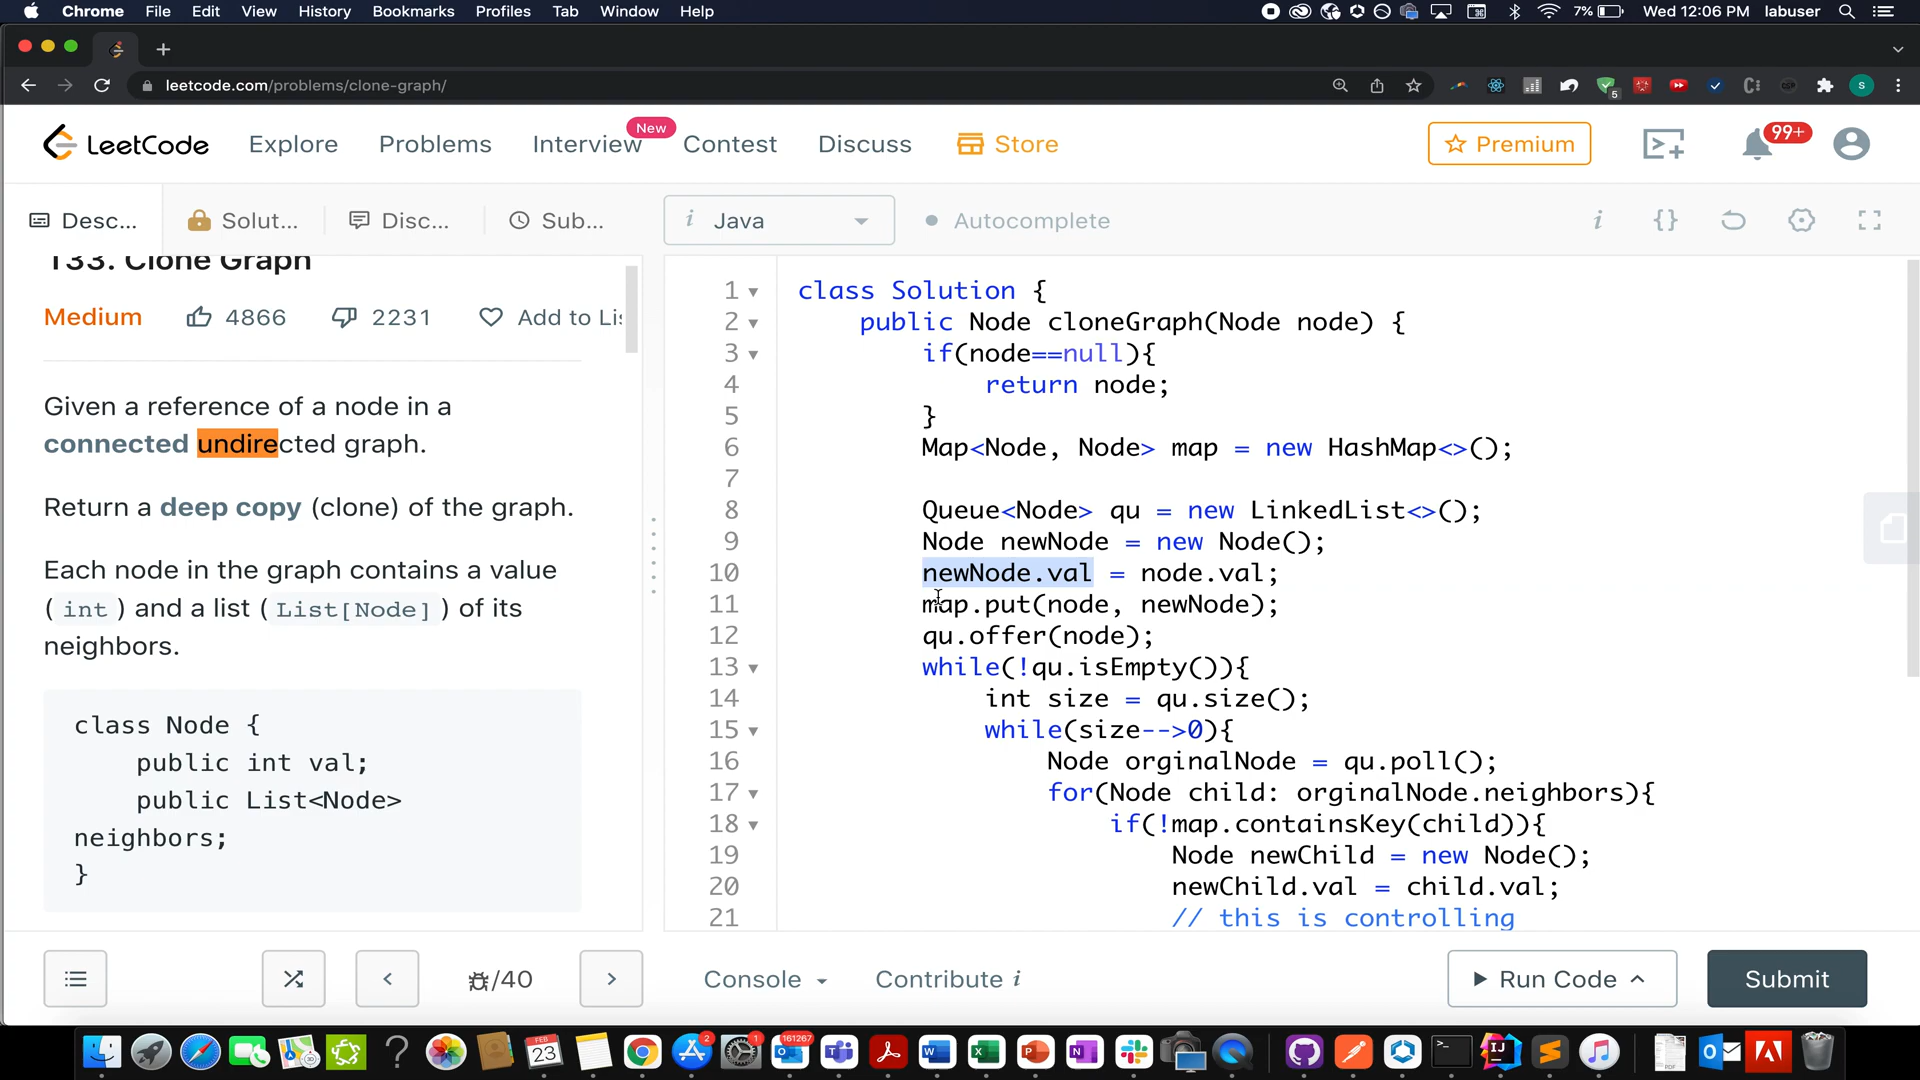 Chrome File Edit View History Bookmarks Profiles Tab Window Help 7% Wed 12:06 PM labuser
leetcode.com/problems/clone-graph/
5
S
LeetCode Explore Problems Interview New Contest Discuss Store Premium 99+
Desc... Solut... Disc... Sub...
i Java Autocomplete i {}
133. Clone Graph
Medium 4866 2231 Add to Lis
Given a reference of a node in a
connected undirected graph.
Return a deep copy (clone) of the graph.
Each node in the graph contains a value
( int ) and a list ( List[Node] ) of its
neighbors.
class Node {
public int val;
public List<Node>
neighbors;
}
1 class Solution {
2 public Node cloneGraph(Node node) {
3 if(node==null){
4 return node;
5 }
6 Map<Node, Node> map = new HashMap<>();
7
8 Queue<Node> qu = new LinkedList<>();
9 Node newNode = new Node();
10 newNode.val = node.val;
11 map.put(node, newNode);
12 qu.offer(node);
13 while(!qu.isEmpty()){
14 int size = qu.size();
15 while(size-->0){
16 Node orginalNode = qu.poll();
17 for(Node child: orginalNode.neighbors){
18 if(!map.containsKey(child)){
19 Node newChild = new Node();
20 newChild.val = child.val;
21 // this is controlling
/40
Console Contribute i Run Code Submit
FEB
23
2
1
161267
IJ
PDF